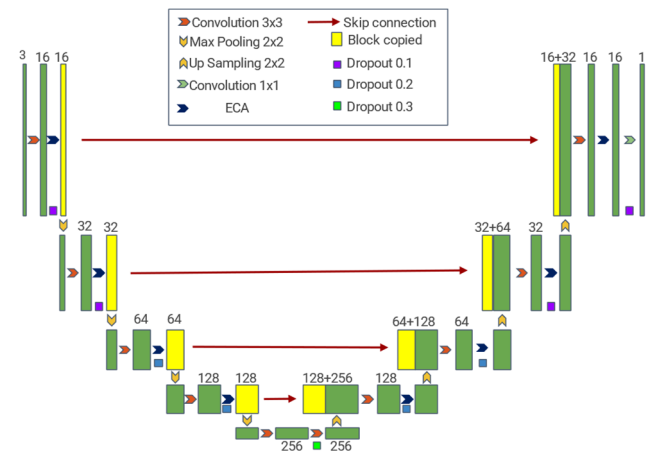 Convolution 3x3
Max Pooling 2x2
Up Sampling 2x2
Convolution 1x1
ECA
Skip connection
Block copied
Dropout 0.1
Dropout 0.2
Dropout 0.3
3 16 16
16+32 16 16 1
32 32
32+64 32
64 64
64+128 64
128 128
128+256 128
256 256